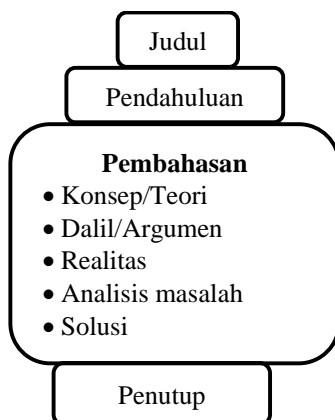 Judul
Pendahuluan
Pembahasan
• Konsep/Teori
• Dalil/Argumen
• Realitas
• Analisis masalah
• Solusi
Penutup